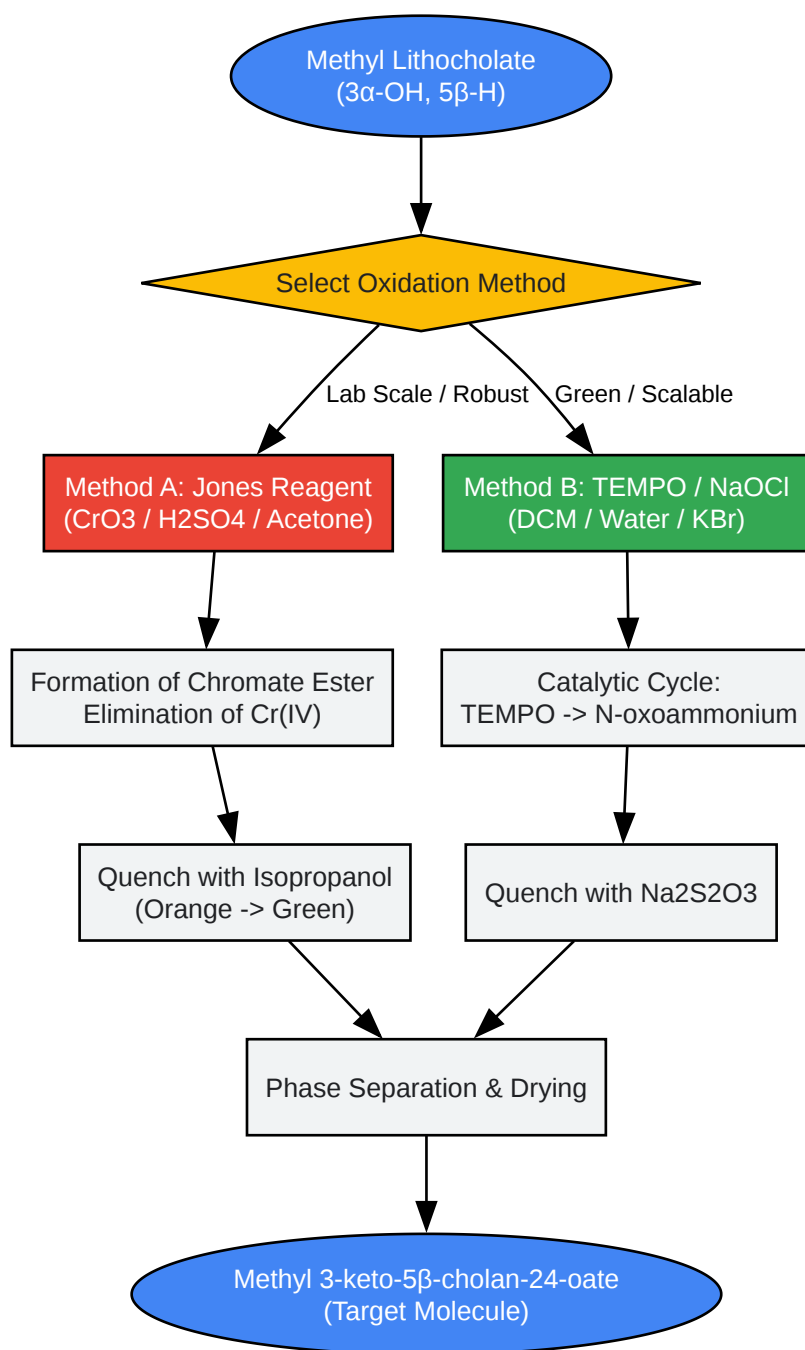 Methyl Lithocholate
(3α-OH, 5β-H)
Select Oxidation Method
Lab Scale / Robust
Green / Scalable
Method A: Jones Reagent
(CrO3 / H2SO4 / Acetone)
Method B: TEMPO / NaOCl
(DCM / Water / KBr)
Formation of Chromate Ester
Elimination of Cr(IV)
Catalytic Cycle:
TEMPO -> N-oxoammonium
Quench with Isopropanol
(Orange -> Green)
Quench with Na2S2O3
Phase Separation & Drying
Methyl 3-keto-5β-cholan-24-oate
(Target Molecule)